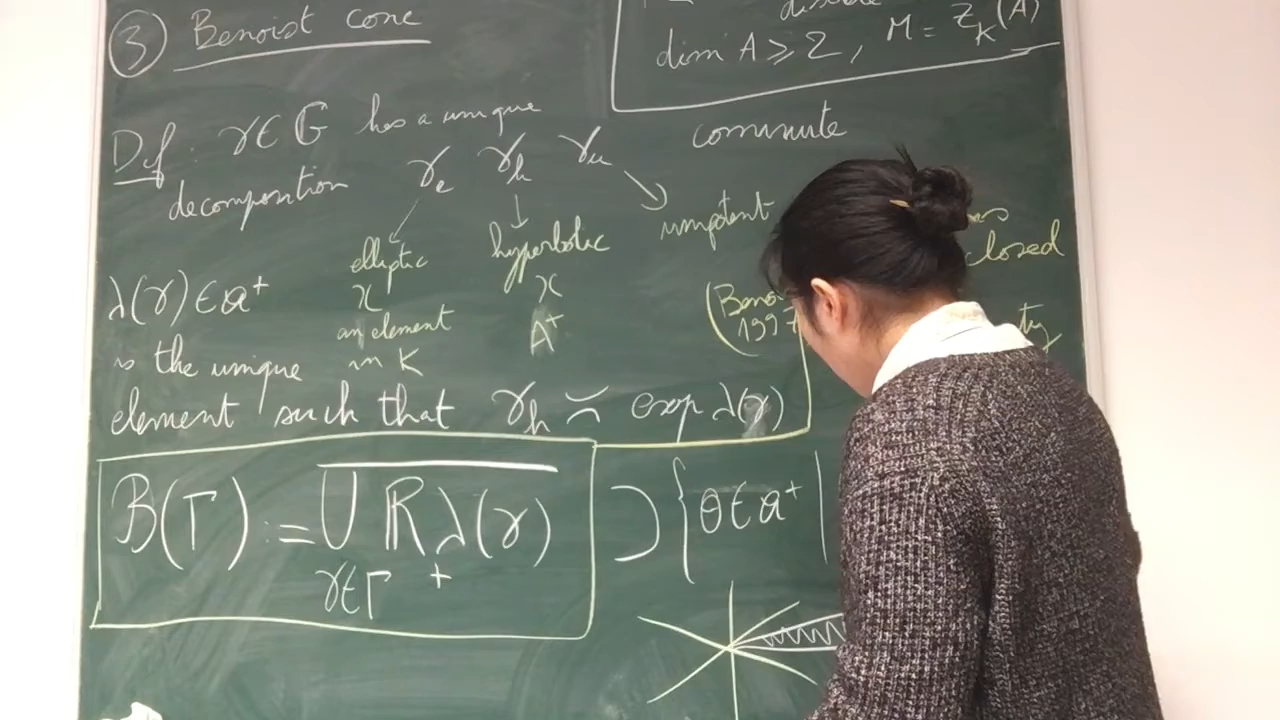 ③ Benoist cone
dim A ⩾ 2, M = Z_K(A)
Def. γ∈G has a unique
decomposition γ_e γ_h γ_u commute
elliptic hyperbolic unipotent
an element in K
A⁺
closed
(Beno
1997
λ(γ) ∈ 𝔞⁺
is the unique
element such that γ_h ≍ exp λ(γ)
B(Γ) := ∪ ℝ₊λ(γ) ⊃ {θ∈𝔞⁺ |
γ∈Γ